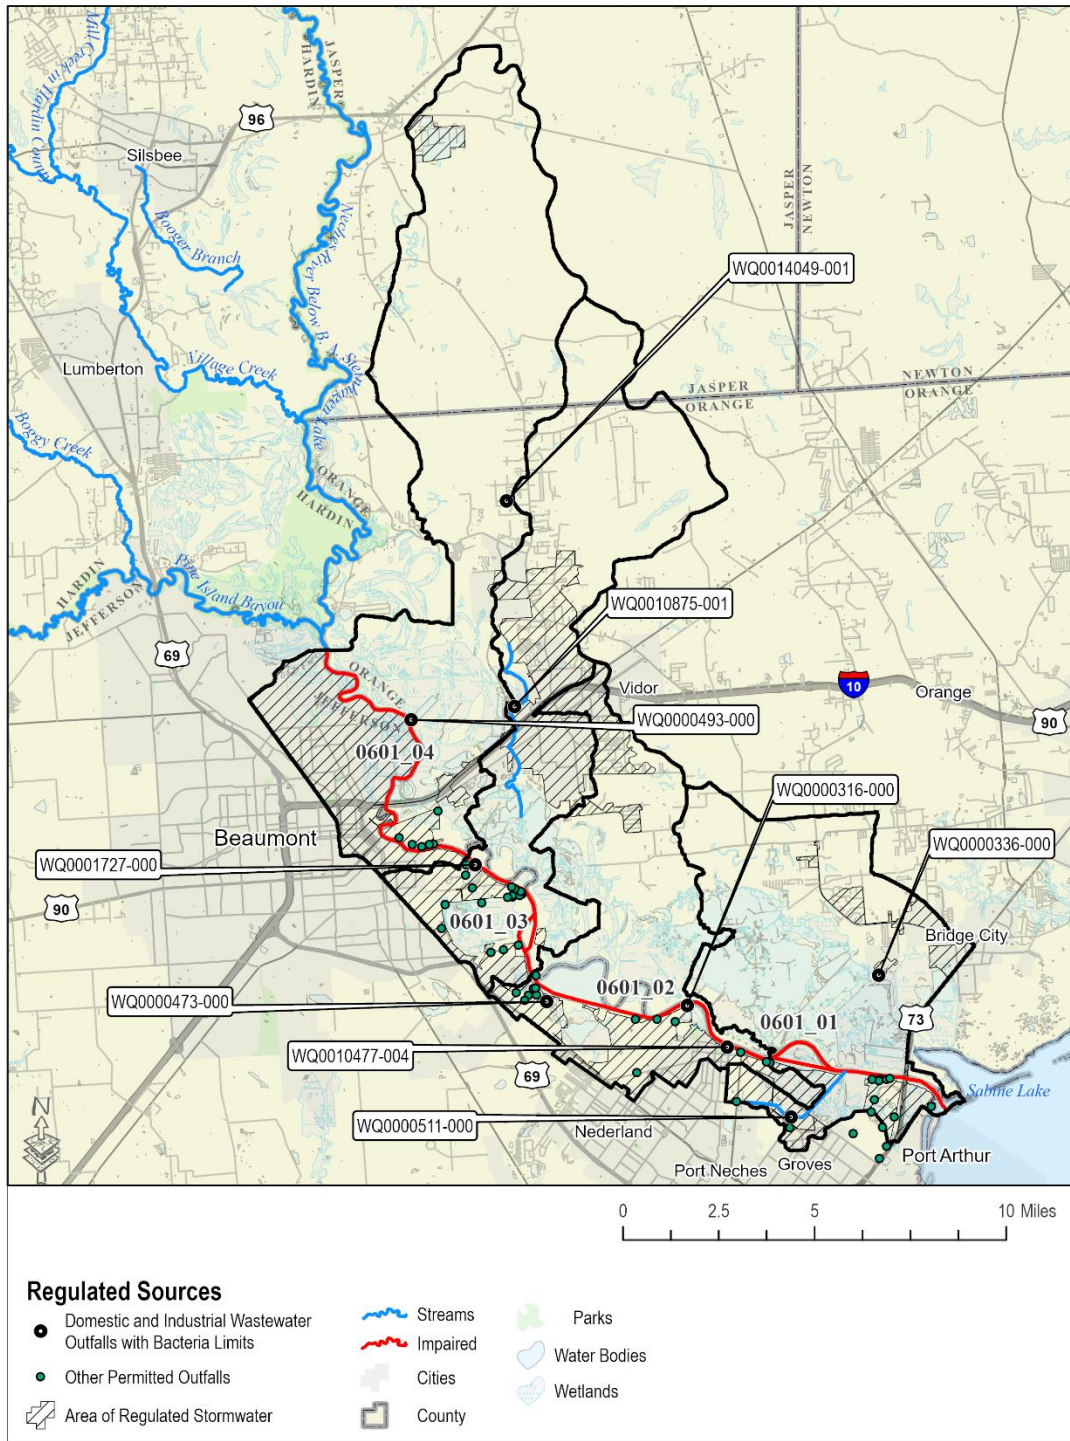 Mill Creek in Hardin County
JASPER
HARDIN
96
Silsbee
Booger Branch
Neches River Below B. A. Steinhagen Lake
JASPER
NEWTON
WQ0014049-001
Lumberton
Village Creek
JASPER
ORANGE
NEWTON
ORANGE
Boggy Creek
ORANGE
HARDIN
Pine Island Bayou
HARDIN
JEFFERSON
WQ0010875-001
69
ORANGE
JEFFERSON
Vidor
10
Orange
90
WQ0000493-000
0601_04
WQ0000316-000
Beaumont
WQ0000336-000
WQ0001727-000
90
0601_03
Bridge City
0601_02
WQ0000473-000
0601_01
73
WQ0010477-004
69
Sabine Lake
WQ0000511-000
Nederland
Port Neches
Groves
Port Arthur
N
0 2.5 5 10 Miles
Regulated Sources
Domestic and Industrial Wastewater
Outfalls with Bacteria Limits
Other Permitted Outfalls
Area of Regulated Stormwater
Streams
Impaired
Cities
County
Parks
Water Bodies
Wetlands